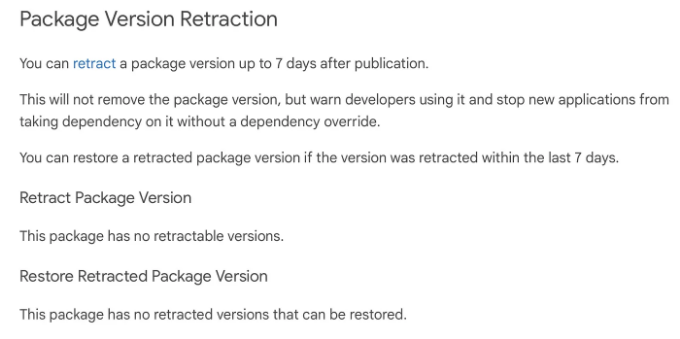 Package Version Retraction
You can retract a package version up to 7 days after publication.
This will not remove the package version, but warn developers using it and stop new applications from
taking dependency on it without a dependency override.
You can restore a retracted package version if the version was retracted within the last 7 days.
Retract Package Version
This package has no retractable versions.
Restore Retracted Package Version
This package has no retracted versions that can be restored.